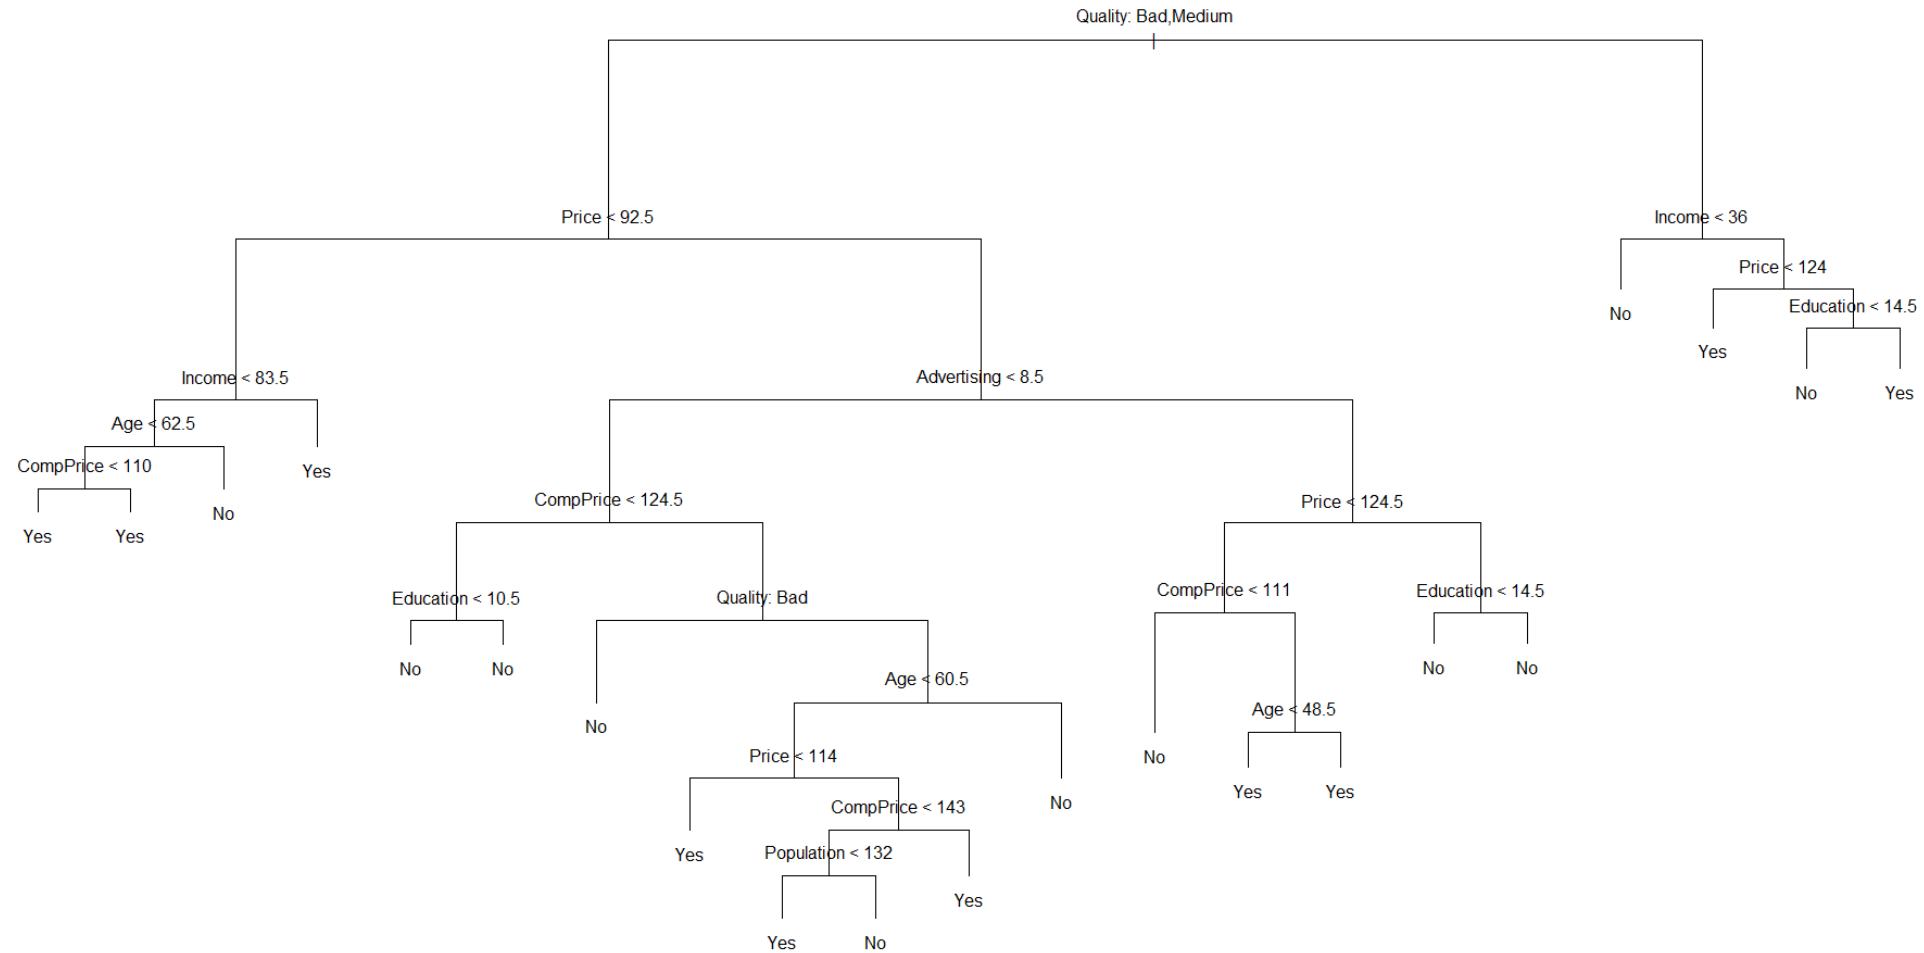 Quality: Bad,Medium
Price < 92.5
Income < 36
Price < 124
Education < 14.5
No
Yes
No
Yes
Income < 83.5
Advertising < 8.5
Age < 62.5
CompPrice < 110
Yes
No
Yes
Yes
CompPrice < 124.5
Price < 124.5
Education < 10.5
Quality: Bad
CompPrice < 111
Education < 14.5
No
No
No
No
Age < 60.5
No
Age < 48.5
No
Price < 114
Yes
Yes
No
CompPrice < 143
Yes
Population < 132
Yes
Yes
No